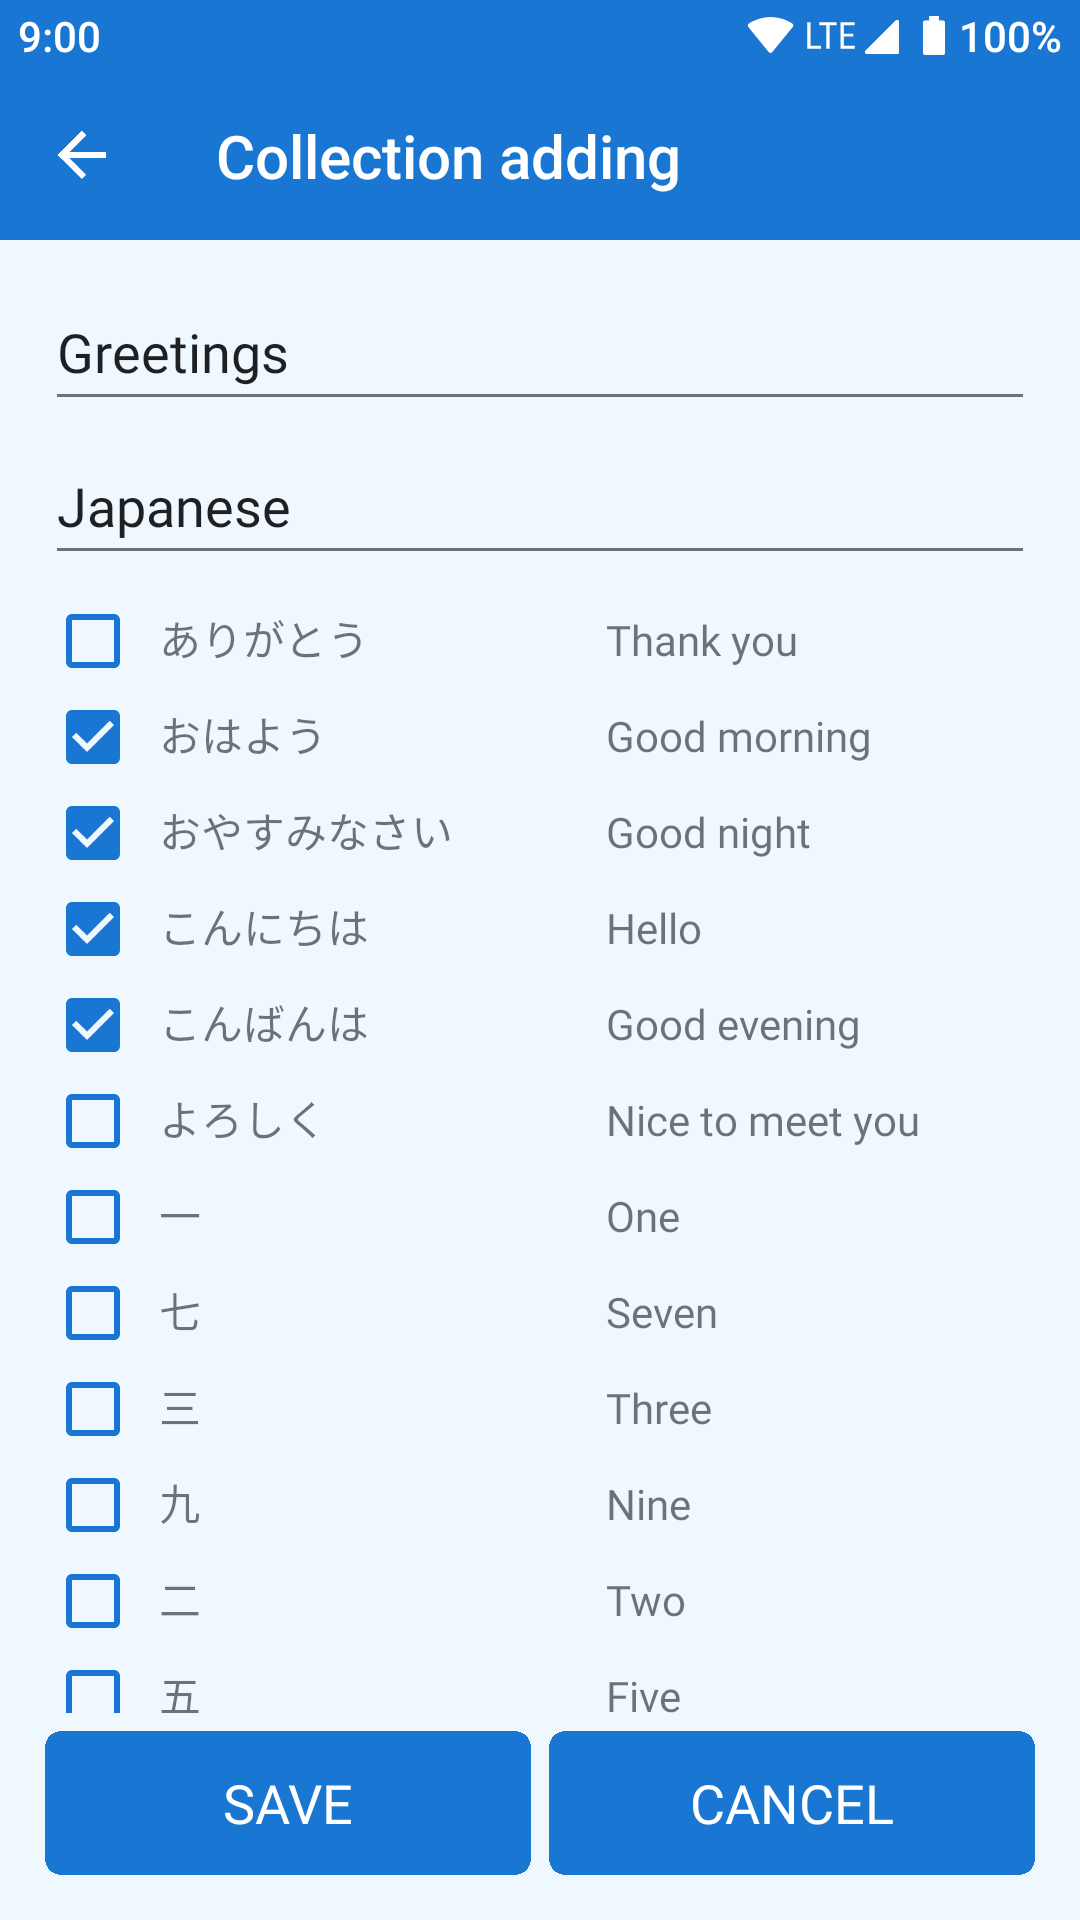 9:00 LTE 100%
Collection adding
Greetings
Japanese
ありがとう Thank you
おはよう Good morning
おやすみなさい Good night
こんにちは Hello
こんばんは Good evening
よろしく Nice to meet you
一 One
七 Seven
三 Three
九 Nine
二 Two
五 Five
SAVE CANCEL